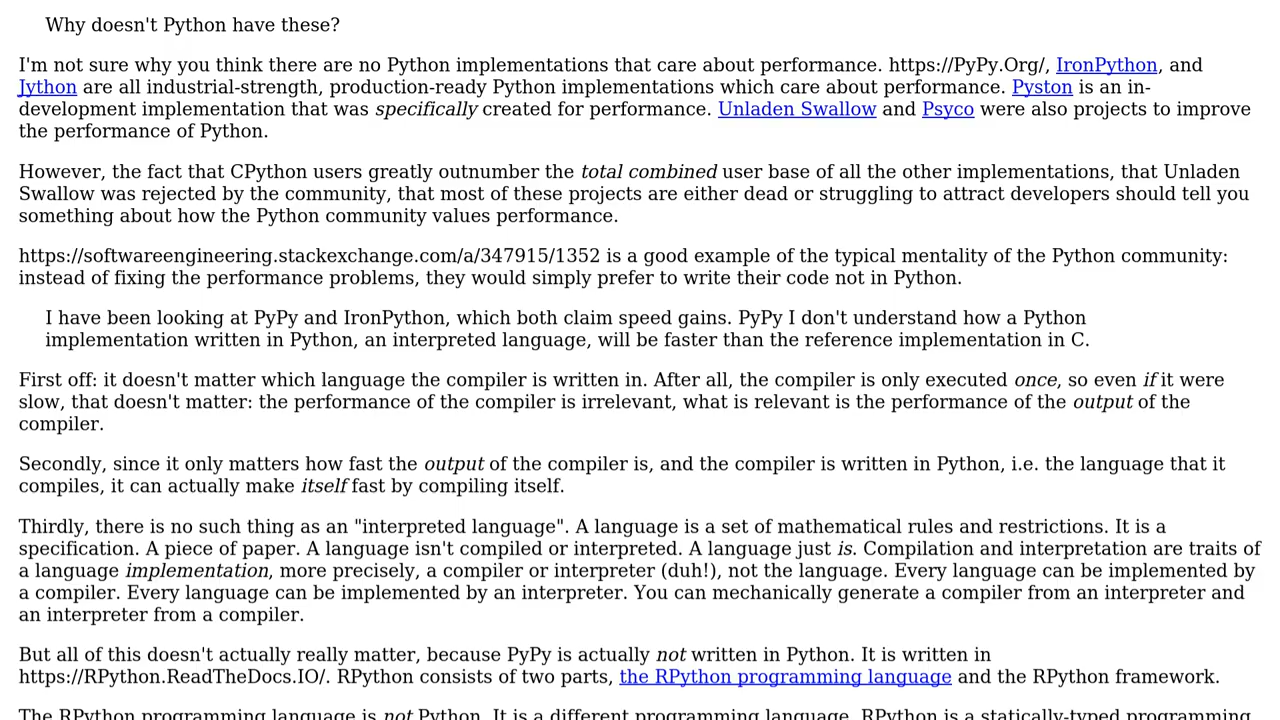 Why doesn't Python have these?
I'm not sure why you think there are no Python implementations that care about performance. https://PyPy.Org/, IronPython, and
Jython are all industrial-strength, production-ready Python implementations which care about performance. Pyston is an in-
development implementation that was specifically created for performance. Unladen Swallow and Psyco were also projects to improve
the performance of Python.
However, the fact that CPython users greatly outnumber the total combined user base of all the other implementations, that Unladen
Swallow was rejected by the community, that most of these projects are either dead or struggling to attract developers should tell you
something about how the Python community values performance.
https://softwareengineering.stackexchange.com/a/347915/1352 is a good example of the typical mentality of the Python community:
instead of fixing the performance problems, they would simply prefer to write their code not in Python.
I have been looking at PyPy and IronPython, which both claim speed gains. PyPy I don't understand how a Python
implementation written in Python, an interpreted language, will be faster than the reference implementation in C.
First off: it doesn't matter which language the compiler is written in. After all, the compiler is only executed once, so even if it were
slow, that doesn't matter: the performance of the compiler is irrelevant, what is relevant is the performance of the output of the
compiler.
Secondly, since it only matters how fast the output of the compiler is, and the compiler is written in Python, i.e. the language that it
compiles, it can actually make itself fast by compiling itself.
Thirdly, there is no such thing as an "interpreted language". A language is a set of mathematical rules and restrictions. It is a
specification. A piece of paper. A language isn't compiled or interpreted. A language just is. Compilation and interpretation are traits of
a language implementation, more precisely, a compiler or interpreter (duh!), not the language. Every language can be implemented by
a compiler. Every language can be implemented by an interpreter. You can mechanically generate a compiler from an interpreter and
an interpreter from a compiler.
But all of this doesn't actually really matter, because PyPy is actually not written in Python. It is written in
https://RPython.ReadTheDocs.IO/. RPython consists of two parts, the RPython programming language and the RPython framework.
The RPython programming language is not Python. It is a different programming language. RPython is a statically-typed programming